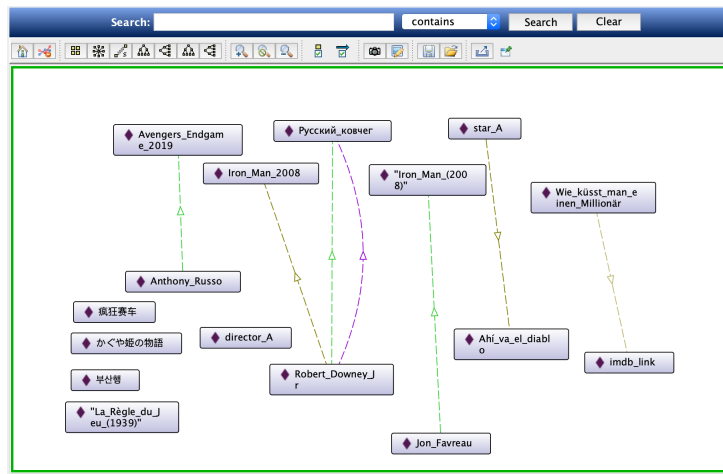 Search:
contains
Search
Clear
Avengers_Endgam
e_2019
Русский_ковчег
star_A
Iron_Man_2008
"Iron_Man_(200
8)"
Wie_küsst_man_e
inen_Millionär
Anthony_Russo
疯狂赛车
かぐや姫の物語
director_A
Ahí_va_el_diabl
o
imdb_link
부산행
Robert_Downey_J
r
"La_Règle_du_J
eu_(1939)"
Jon_Favreau